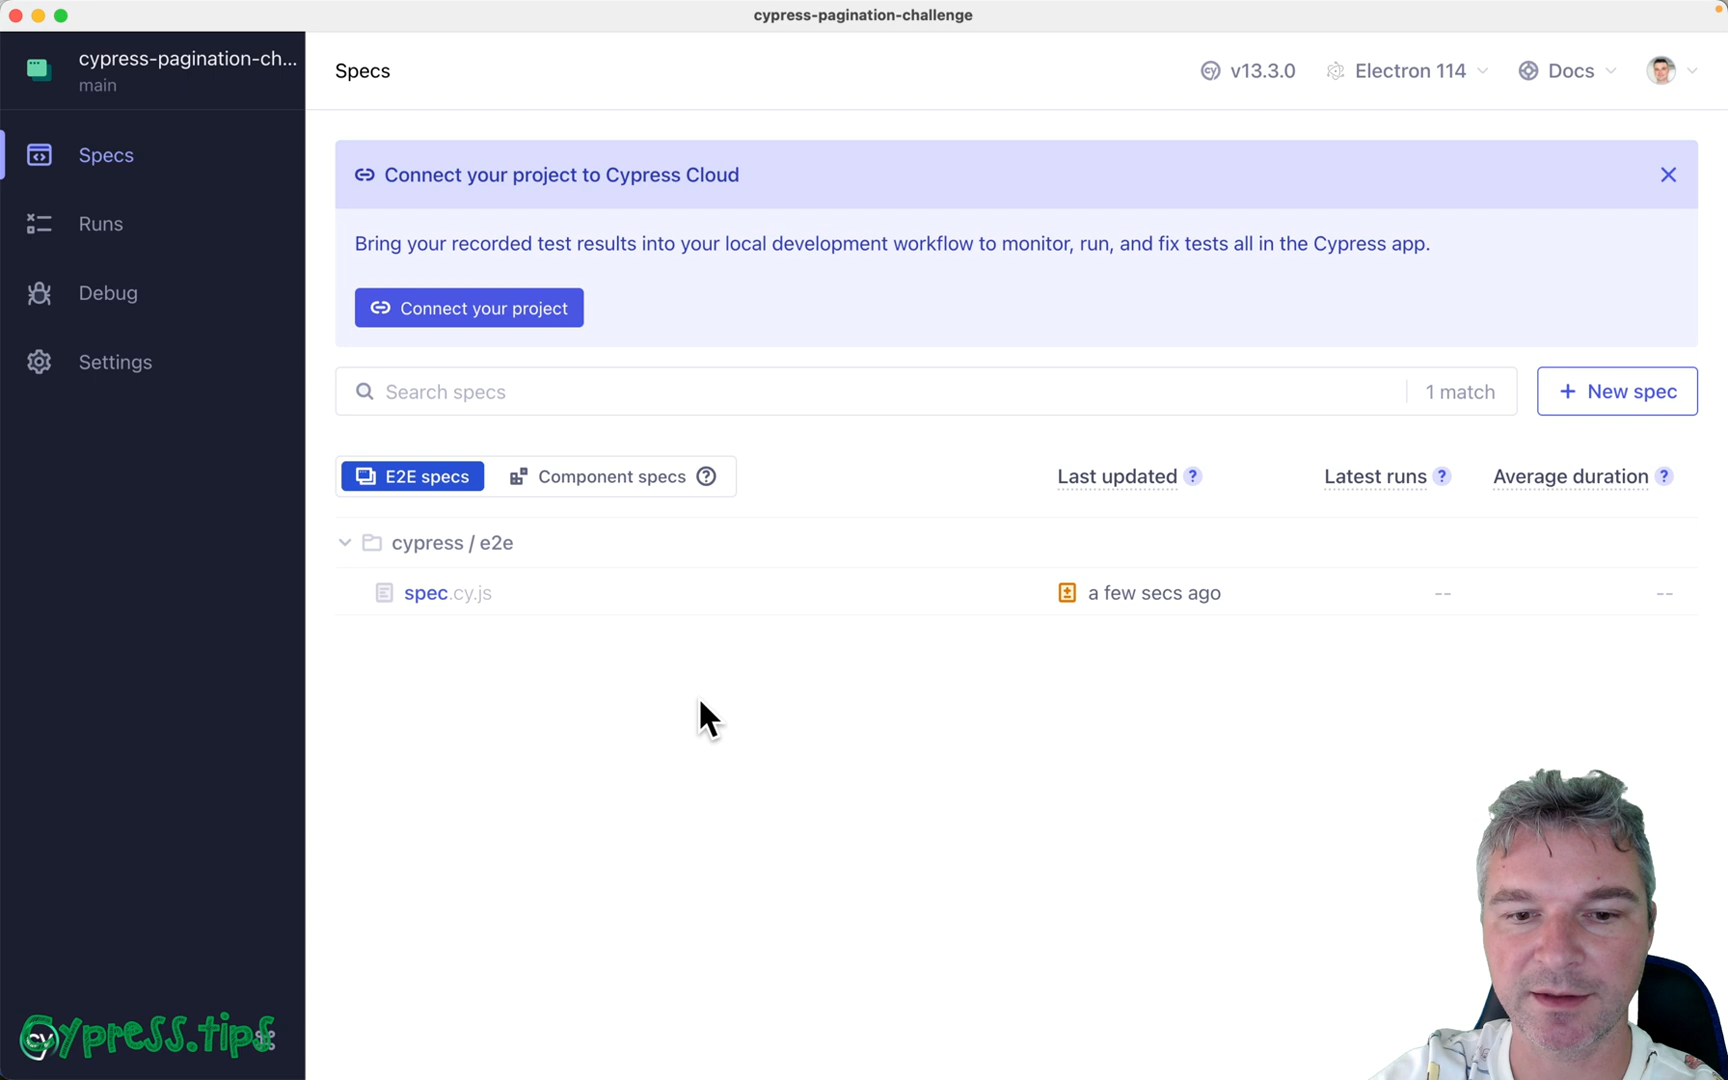 cypress-pagination-challenge
cypress-pagination-ch...
main
Specs
v13.3.0
Electron 114
Docs
Specs
Runs
Debug
Settings
Connect your project to Cypress Cloud
Bring your recorded test results into your local development workflow to monitor, run, and fix tests all in the Cypress app.
Connect your project
Search specs
1 match
+ New spec
E2E specs
Component specs ?
Last updated ?
Latest runs ?
Average duration ?
cypress / e2e
spec.cy.js
a few secs ago
--
--
Cypress.tips